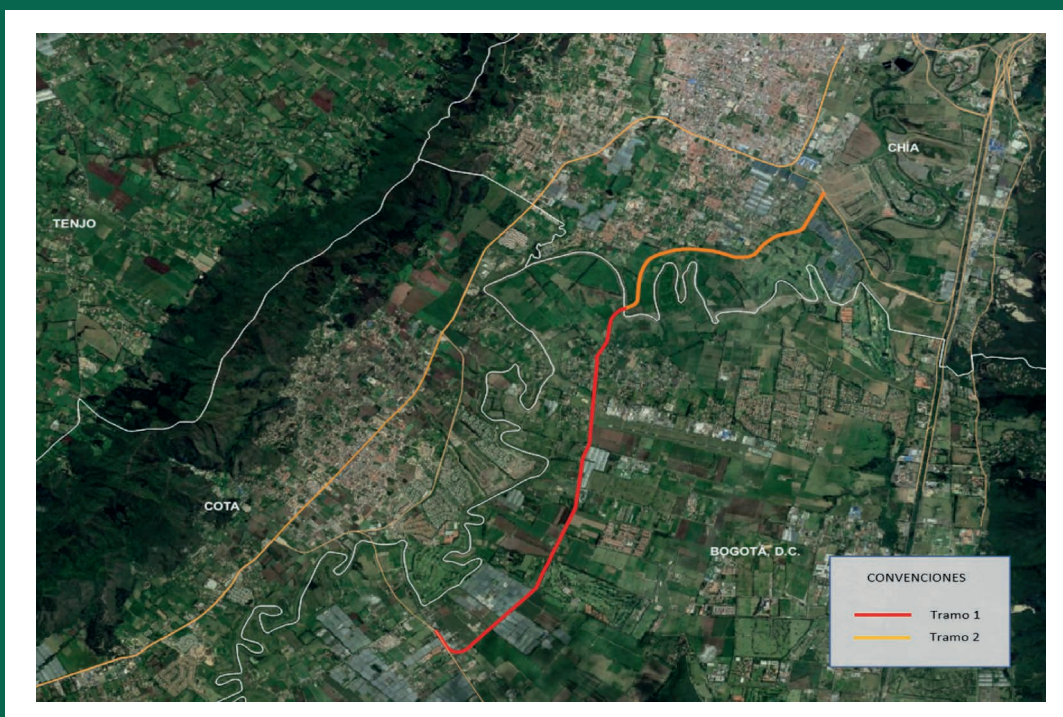 CHÍA
TENJO
COTA
BOGOTÁ, D.C.
CONVENCIONES
Tramo 1
Tramo 2